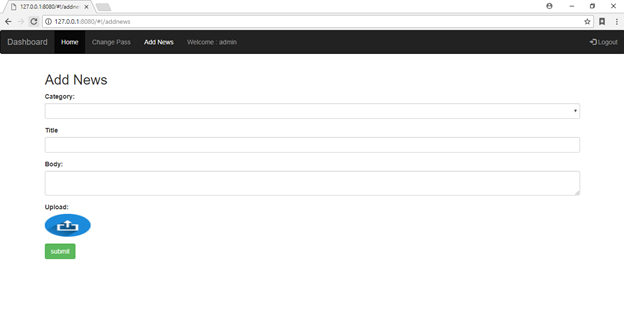 127.0.0.1:8080/#!/addnew
127.0.0.1:8080/#!/addnews
Dashboard Home Change Pass Add News Welcome : admin Logout
Add News
Category:
Title
Body:
Upload:
submit